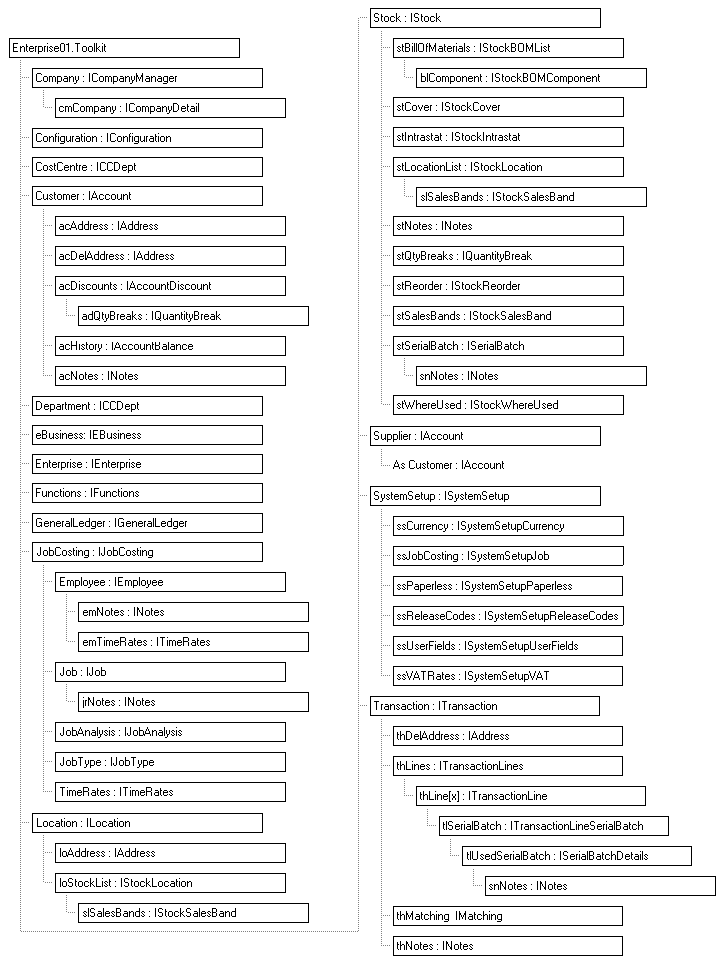 Enterprise01.Toolkit
Company : ICompanyManager
cmCompany : ICompanyDetail
Configuration : IConfiguration
CostCentre : ICCDept
Customer : IAccount
acAddress : IAddress
acDelAddress : IAddress
acDiscounts : IAccountDiscount
adQtyBreaks : IQuantityBreak
acHistory : IAccountBalance
acNotes : INotes
Department : ICCDept
eBusiness: IEBusiness
Enterprise : IEnterprise
Functions : IFunctions
GeneralLedger : IGeneralLedger
JobCosting : IJobCosting
Employee : IEmployee
emNotes : INotes
emTimeRates : ITimeRates
Job : IJob
jrNotes : INotes
JobAnalysis : IJobAnalysis
JobType : IJobType
TimeRates : ITimeRates
Location : ILocation
loAddress : IAddress
loStockList : IStockLocation
slSalesBands : IStockSalesBand
Stock : IStock
stBillOfMaterials : IStockBOMList
blComponent : IStockBOMComponent
stCover : IStockCover
stIntrastat : IStockIntrastat
stLocationList : IStockLocation
slSalesBands : IStockSalesBand
stNotes : INotes
stQtyBreaks : IQuantityBreak
stReorder : IStockReorder
stSalesBands : IStockSalesBand
stSerialBatch : ISerialBatch
snNotes : INotes
stWhereUsed : IStockWhereUsed
Supplier : IAccount
As Customer : IAccount
SystemSetup : ISystemSetup
ssCurrency : ISystemSetupCurrency
ssJobCosting : ISystemSetupJob
ssPaperless : ISystemSetupPaperless
ssReleaseCodes : ISystemSetupReleaseCodes
ssUserFields : ISystemSetupUserFields
ssVATRates : ISystemSetupVAT
Transaction : ITransaction
thDelAddress : IAddress
thLines : ITransactionLines
thLine[x] : ITransactionLine
tlSerialBatch : ITransactionLineSerialBatch
tlUsedSerialBatch : ISerialBatchDetails
snNotes : INotes
thMatching IMatching
thNotes : INotes